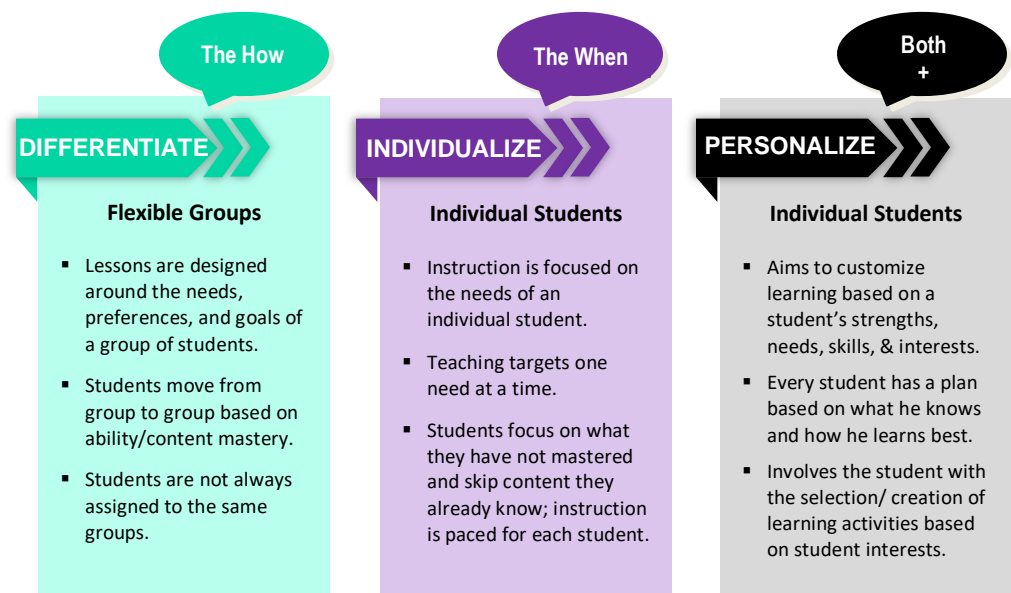 The How
DIFFERENTIATE
Flexible Groups
▪ Lessons are designed
around the needs,
preferences, and goals of
a group of students.
▪ Students move from
group to group based on
ability/content mastery.
▪ Students are not always
assigned to the same
groups.
The When
INDIVIDUALIZE
Individual Students
▪ Instruction is focused on
the needs of an
individual student.
▪ Teaching targets one
need at a time.
▪ Students focus on what
they have not mastered
and skip content they
already know; instruction
is paced for each student.
Both
+
PERSONALIZE
Individual Students
▪ Aims to customize
learning based on a
student’s strengths,
needs, skills, & interests.
▪ Every student has a plan
based on what he knows
and how he learns best.
▪ Involves the student with
the selection/ creation of
learning activities based
on student interests.